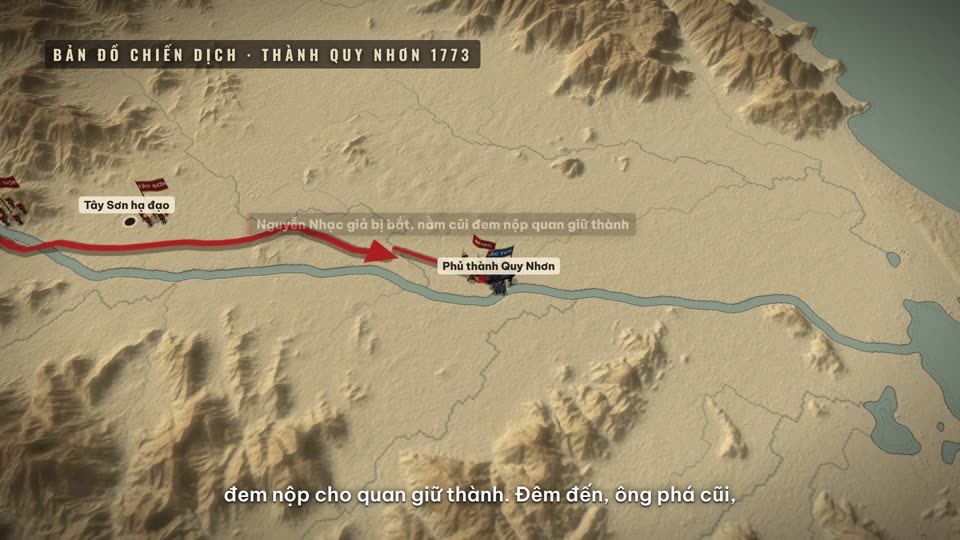 BẢN ĐỒ CHIẾN DỊCH · THÀNH QUY NHƠN 1773
TÂY SƠN
Tây Sơn hạ đạo
Nguyễn Nhạc giả bị bắt, nằm cũi đem nộp quan giữ thành
Phủ thành Quy Nhơn
đem nộp cho quan giữ thành. Đêm đến, ông phá cũi,